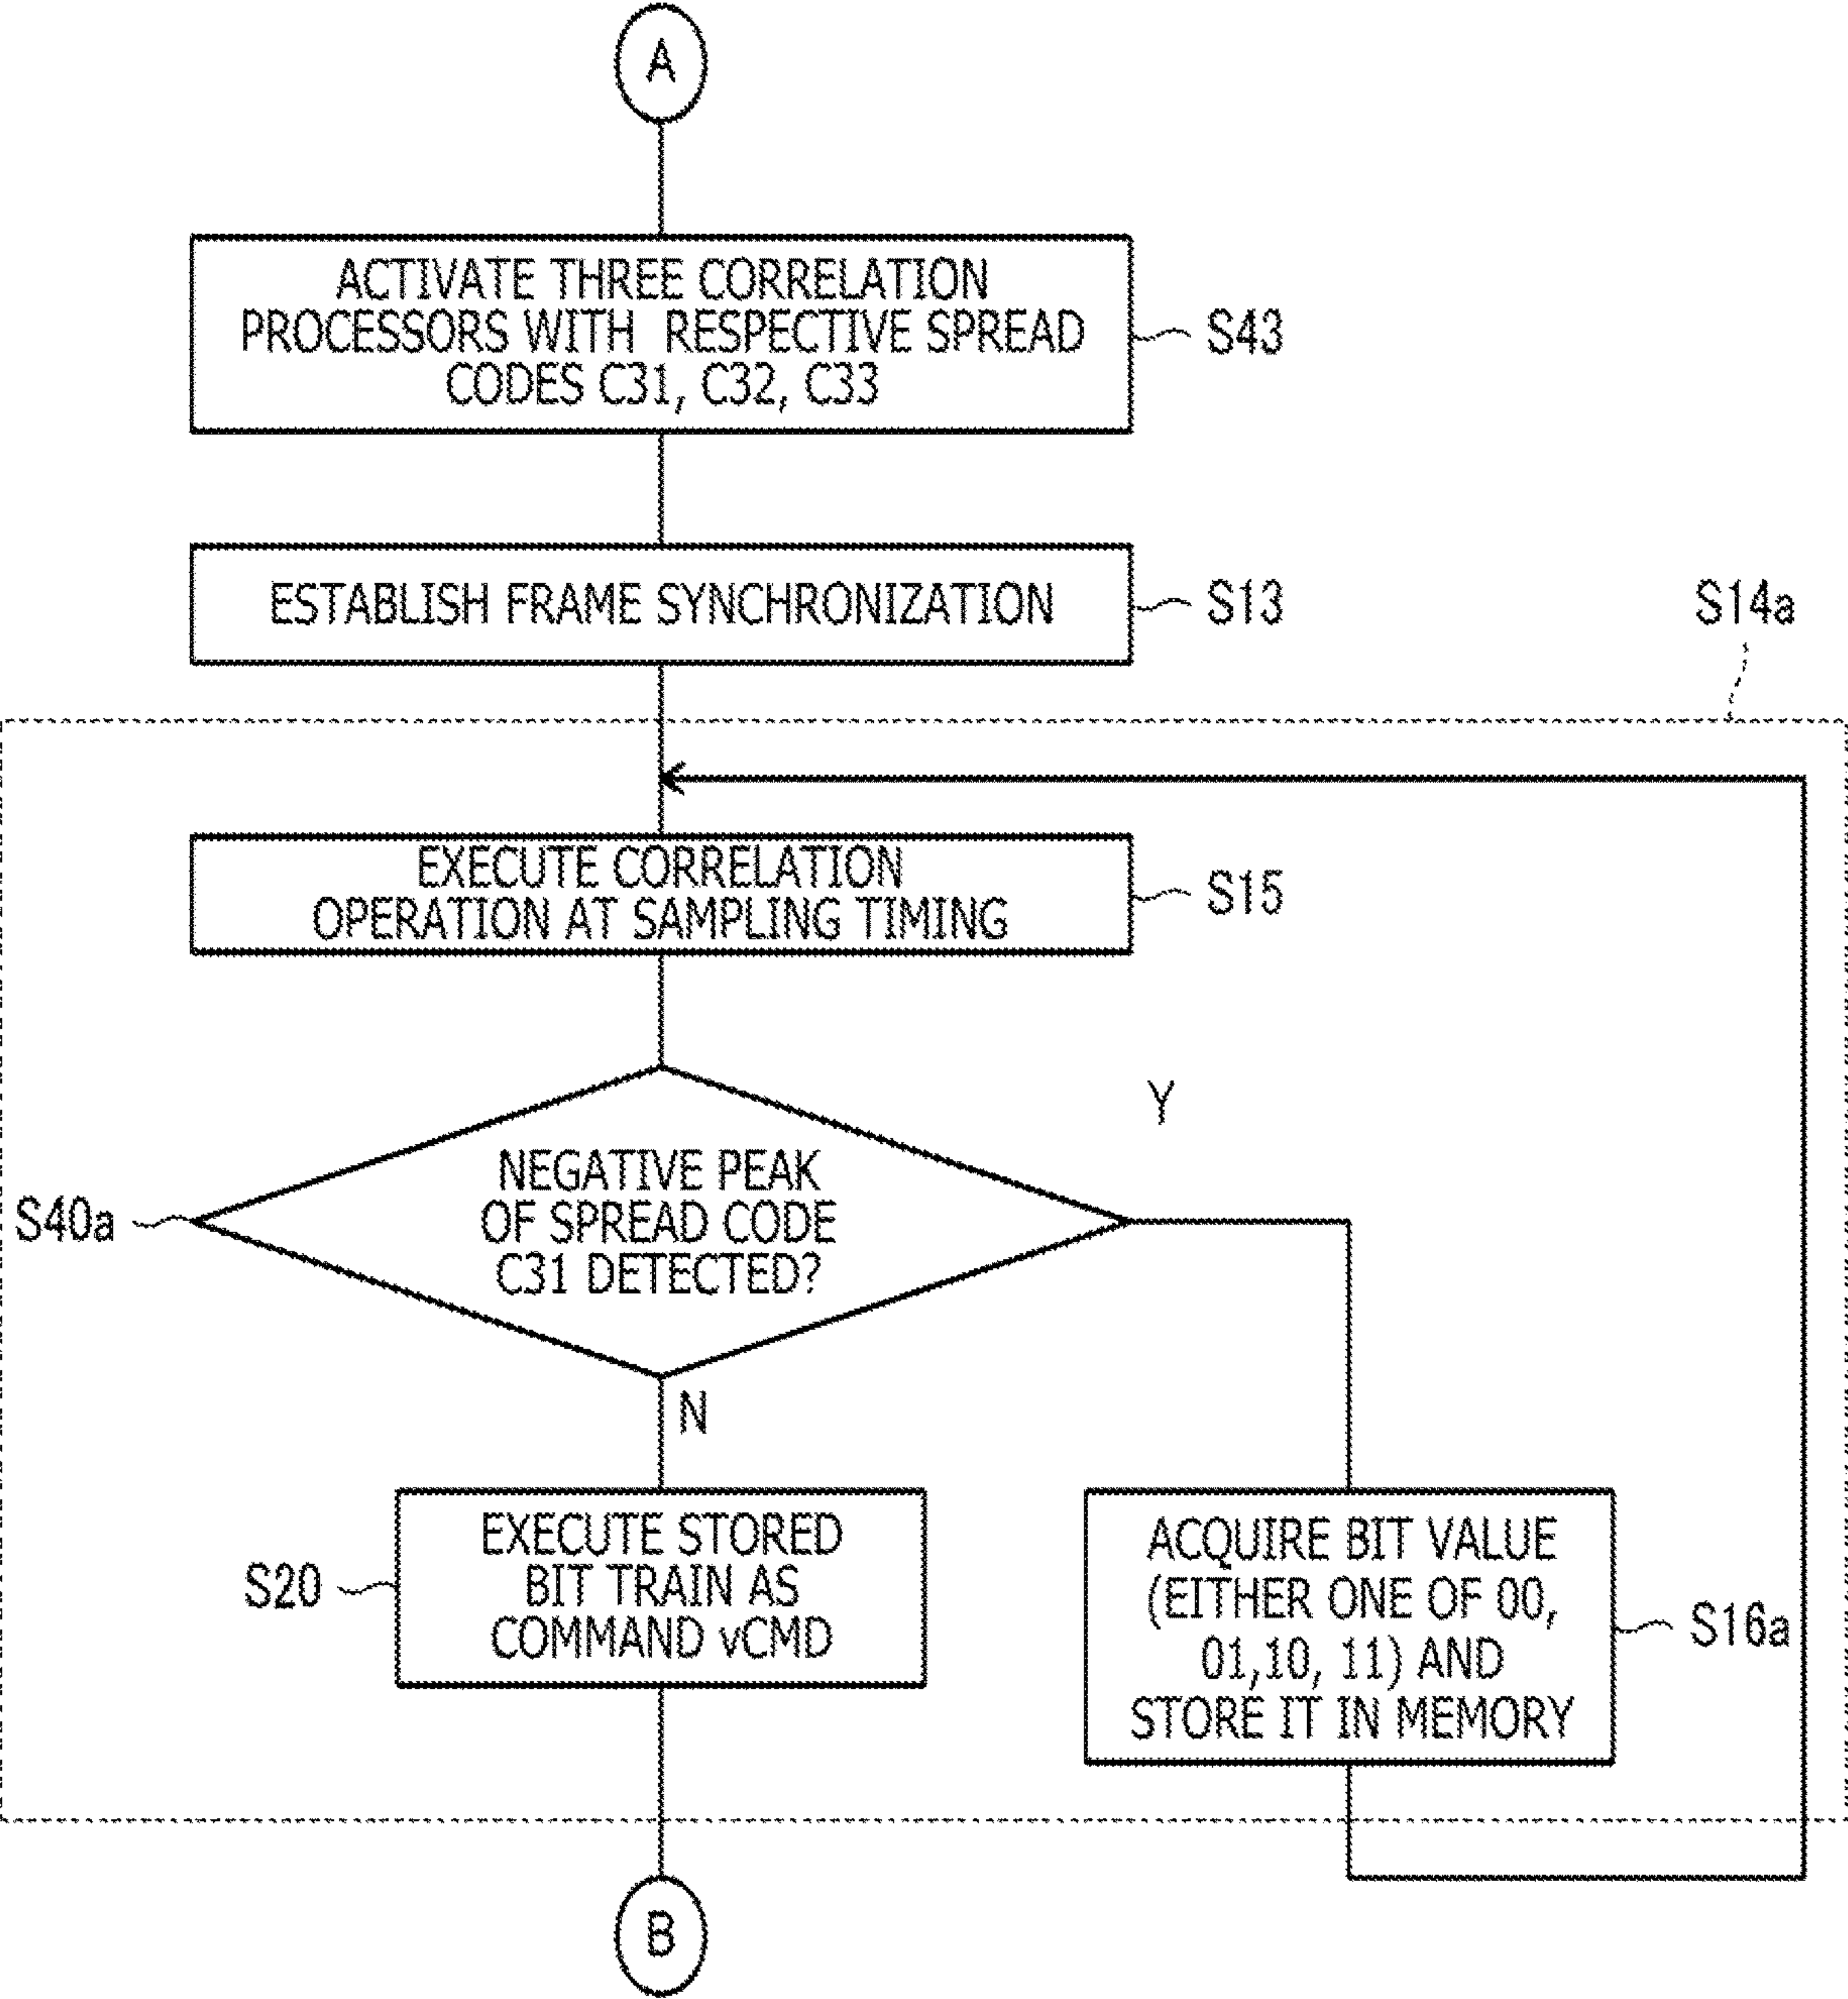 A
ACTIVATE THREE CORRELATION
PROCESSORS WITH RESPECTIVE SPREAD
CODES C31, C32, C33
S43
ESTABLISH FRAME SYNCHRONIZATION
S13
S14a
EXECUTE CORRELATION
OPERATION AT SAMPLING TIMING
S15
Y
NEGATIVE PEAK
OF SPREAD CODE
C31 DETECTED?
S40a
N
EXECUTE STORED
BIT TRAIN AS
COMMAND vCMD
S20
ACQUIRE BIT VALUE
(EITHER ONE OF 00,
01,10, 11) AND
STORE IT IN MEMORY
S16a
B